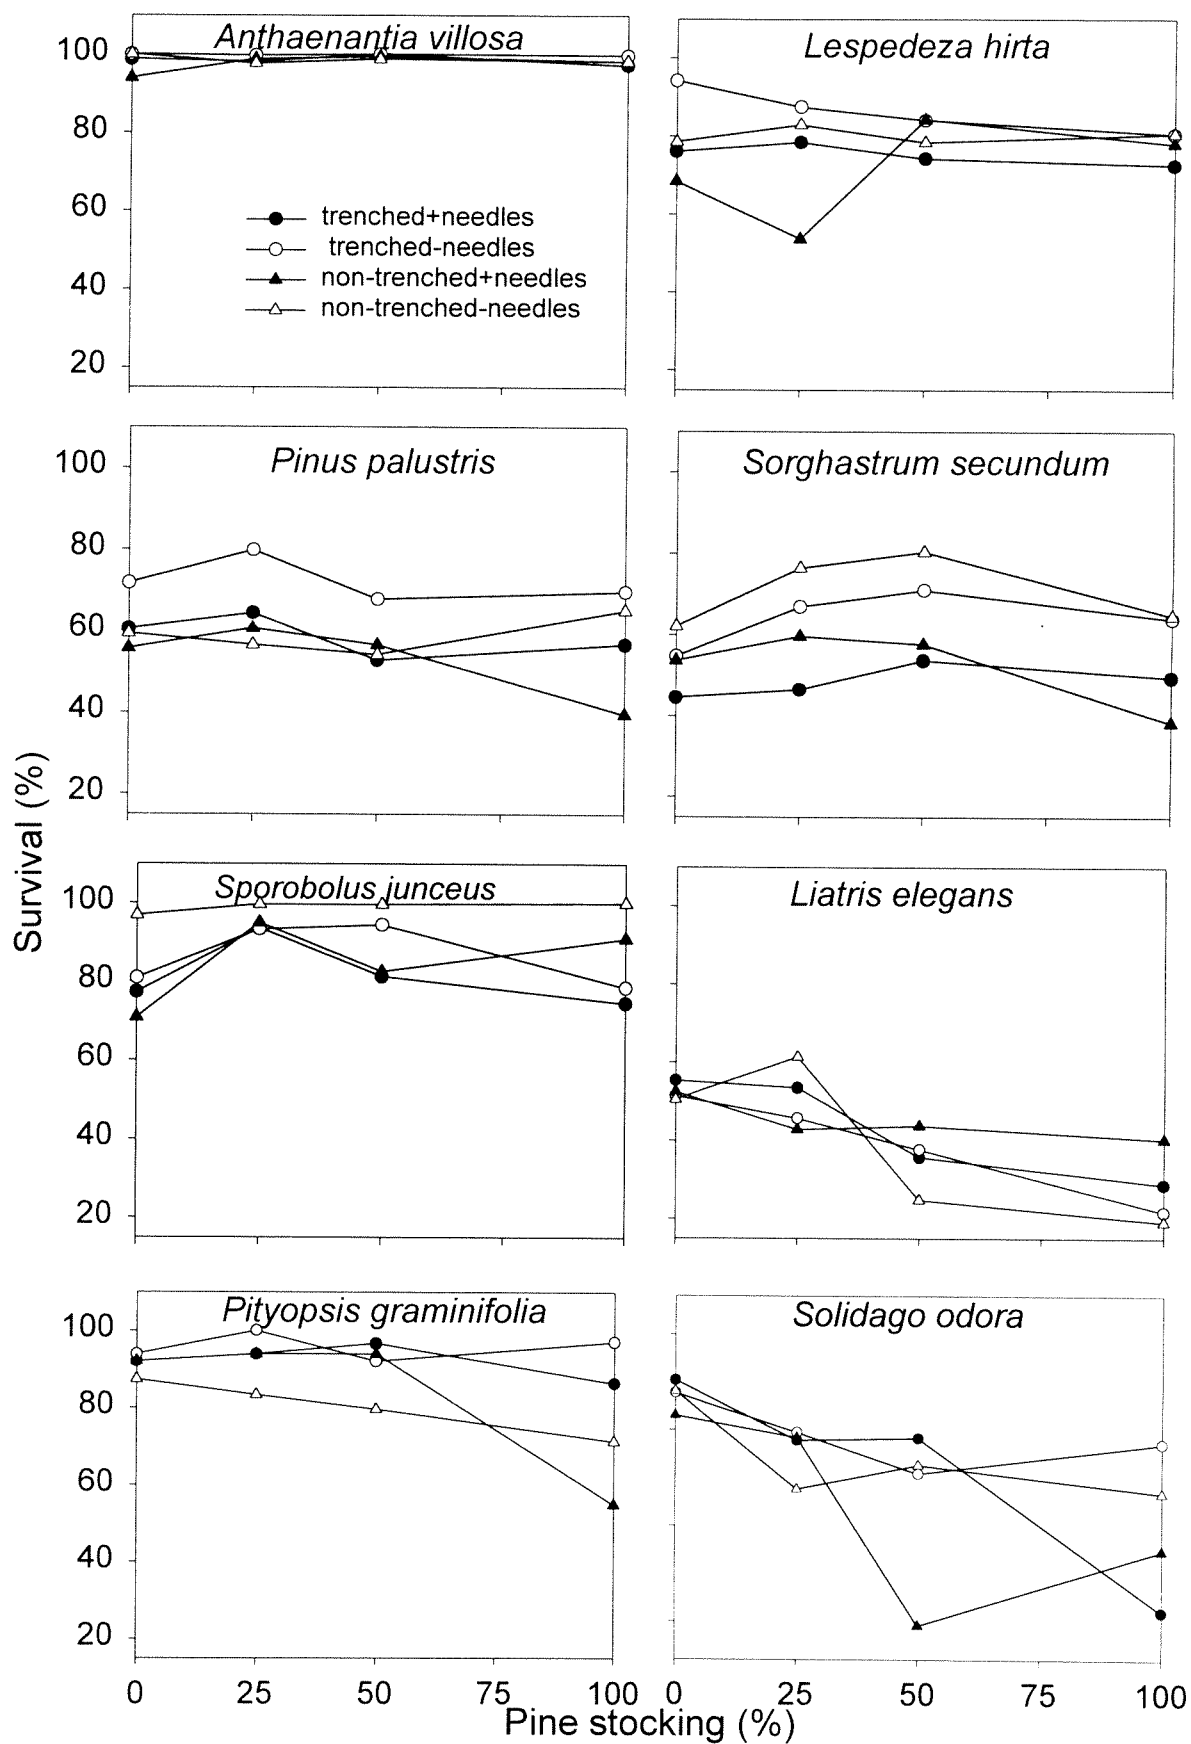 Anthaenantia villosa
100
80
60
40
20
trenched+needles
trenched-needles
non-trenched+needles
non-trenched-needles
Lespedeza hirta
Pinus palustris
100
80
60
40
20
Sorghastrum secundum
Survival (%)
Sporobolus junceus
100
80
60
40
20
Liatris elegans
Pityopsis graminifolia
100
80
60
40
20
Solidago odora
0 25 50 75 100 0 25 50 75 100
Pine stocking (%)